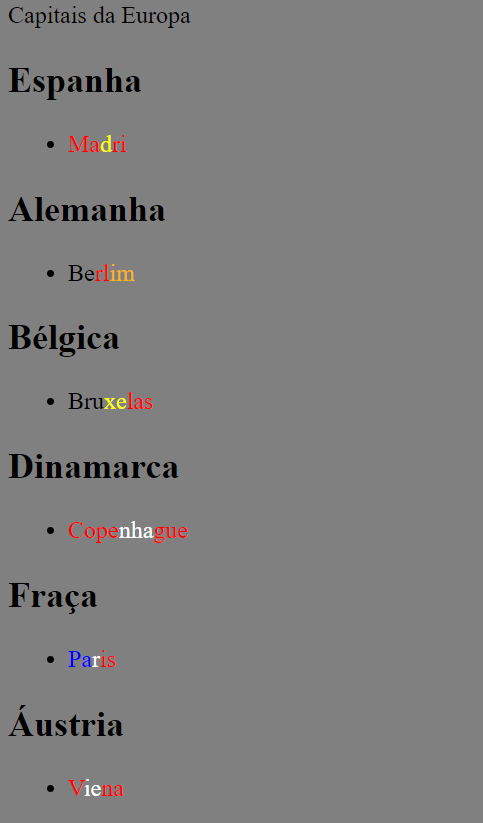 Capitais da Europa
Espanha
Madri
Alemanha
Berlim
Bélgica
Bruxelas
Dinamarca
Copenhague
Fraça
Paris
Áustria
Viena